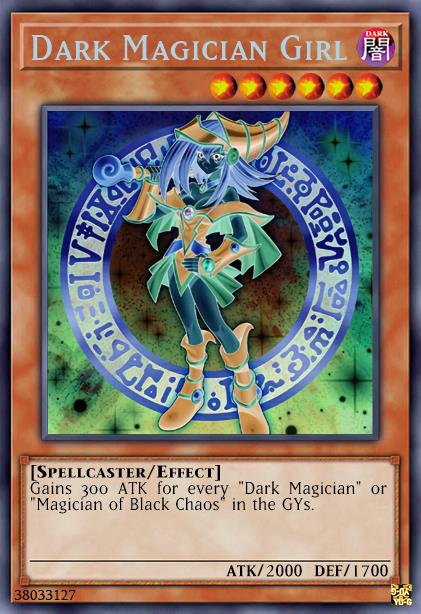 Dark Magician Girl
DARK
闇
[Spellcaster/Effect]
Gains 300 ATK for every "Dark Magician" or
"Magician of Black Chaos" in the GYs.
ATK/2000 DEF/1700
38033127